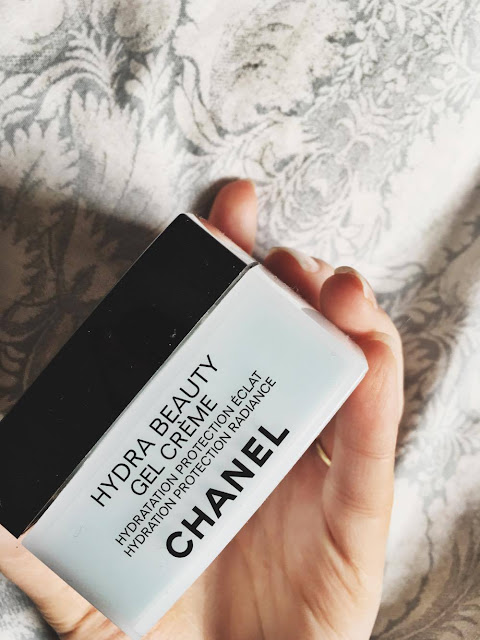 HYDRA BEAUTY
GEL CRÈME
HYDRATATION PROTECTION ÉCLAT
HYDRATION PROTECTION RADIANCE
CHANEL